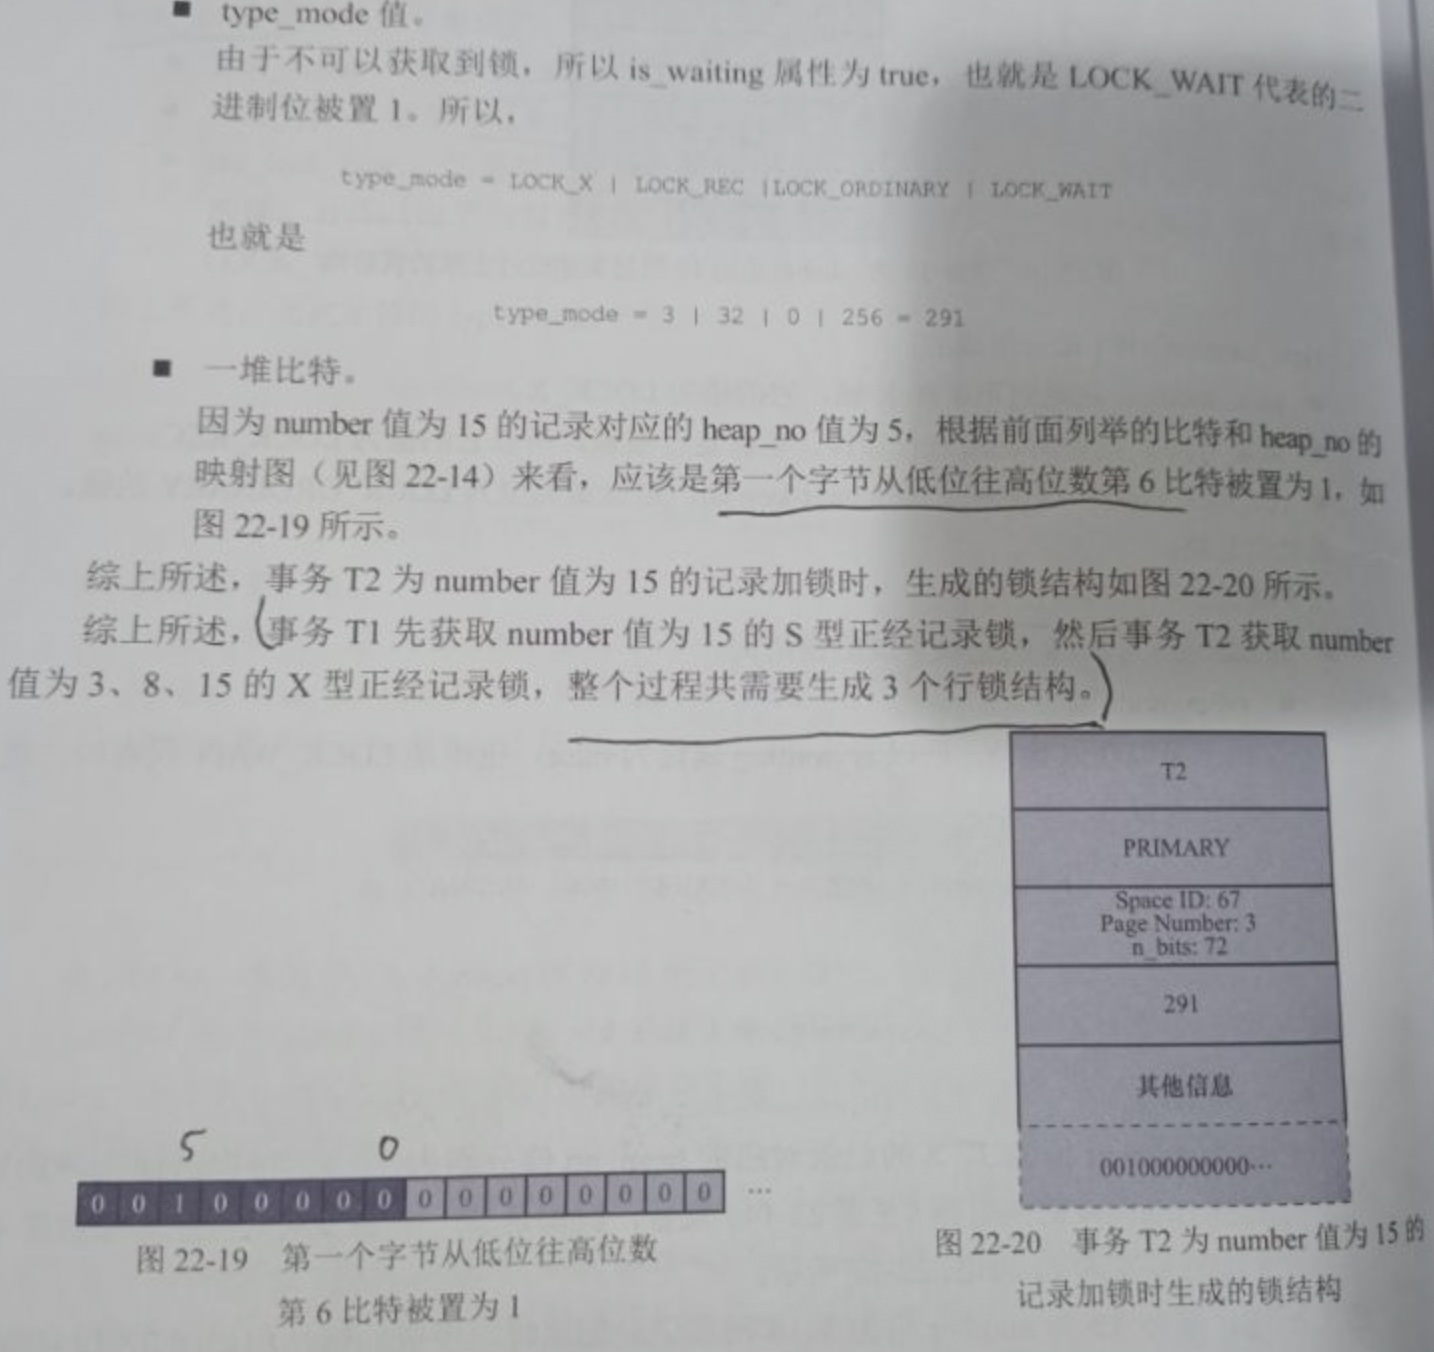 ■ type_mode 值。
由于不可以获取到锁，所以 is_waiting 属性为 true，也就是 LOCK_WAIT 代表的二
进制位被置 1。所以，
type_mode = LOCK_X | LOCK_REC |LOCK_ORDINARY | LOCK_WAIT
也就是
type_mode = 3 | 32 | 0 | 256 = 291
■ 一堆比特。
因为 number 值为 15 的记录对应的 heap_no 值为 5，根据前面列举的比特和 heap_no 的
映射图（见图 22-14）来看，应该是第一个字节从低位往高位数第 6 比特被置为 1，如
图 22-19 所示。
综上所述，事务 T2 为 number 值为 15 的记录加锁时，生成的锁结构如图 22-20 所示。
综上所述，(事务 T1 先获取 number 值为 15 的 S 型正经记录锁，然后事务 T2 获取 number
值为 3、8、15 的 X 型正经记录锁，整个过程共需要生成 3 个行锁结构。)
T2
PRIMARY
Space ID: 67
Page Number: 3
n_bits: 72
291
其他信息
001000000000…
5 0
0 0 1 0 0 0 0 0 0 0 0 0 0 0 0 0 …
图 22-19 第一个字节从低位往高位数
第 6 比特被置为 1
图 22-20 事务 T2 为 number 值为 15 的
记录加锁时生成的锁结构